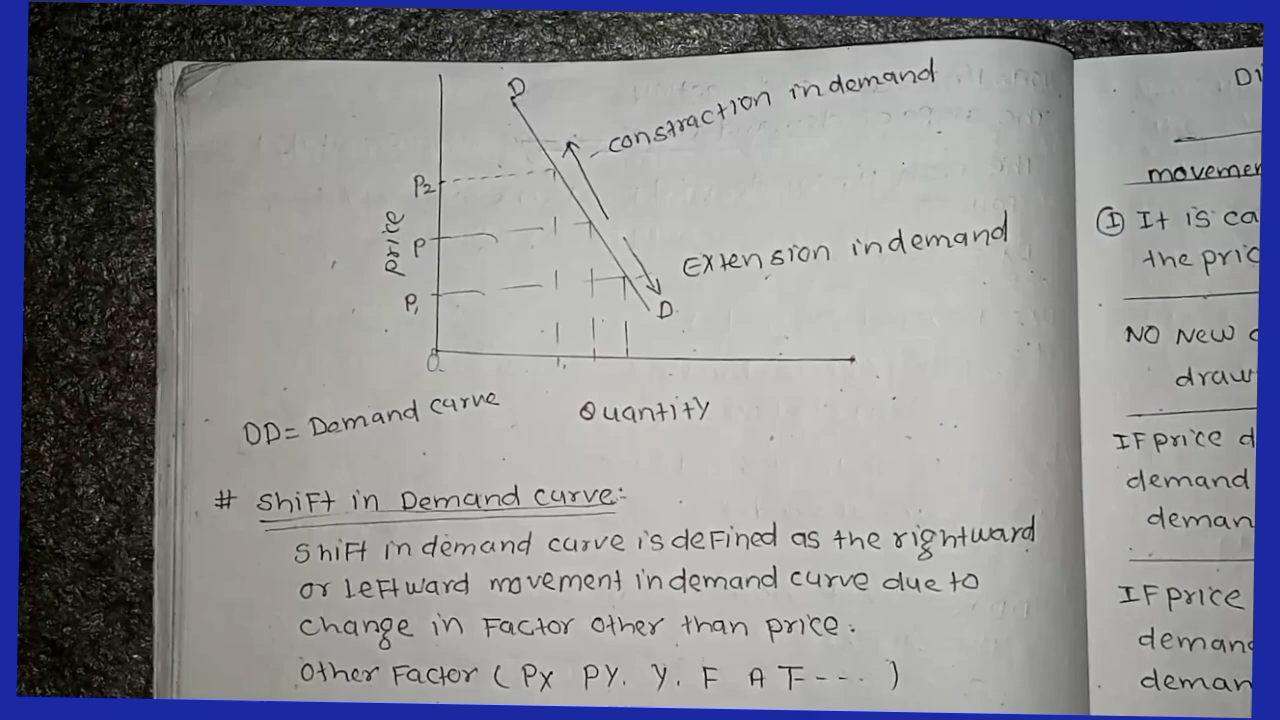 D
constraction in demand
P2
price
P
Extension in demand
P1
D
O
DD = Demand curve
Quantity
# Shift in Demand curve:-
Shift in demand curve is defined as the rightward
or leftward movement in demand curve due to
change in Factor other than price.
Other Factor ( Px PY. Y. F A T --- . )
movemen
① It is ca
the pric
NO New
draw
IF price d
demand
deman
IF price
demand
deman